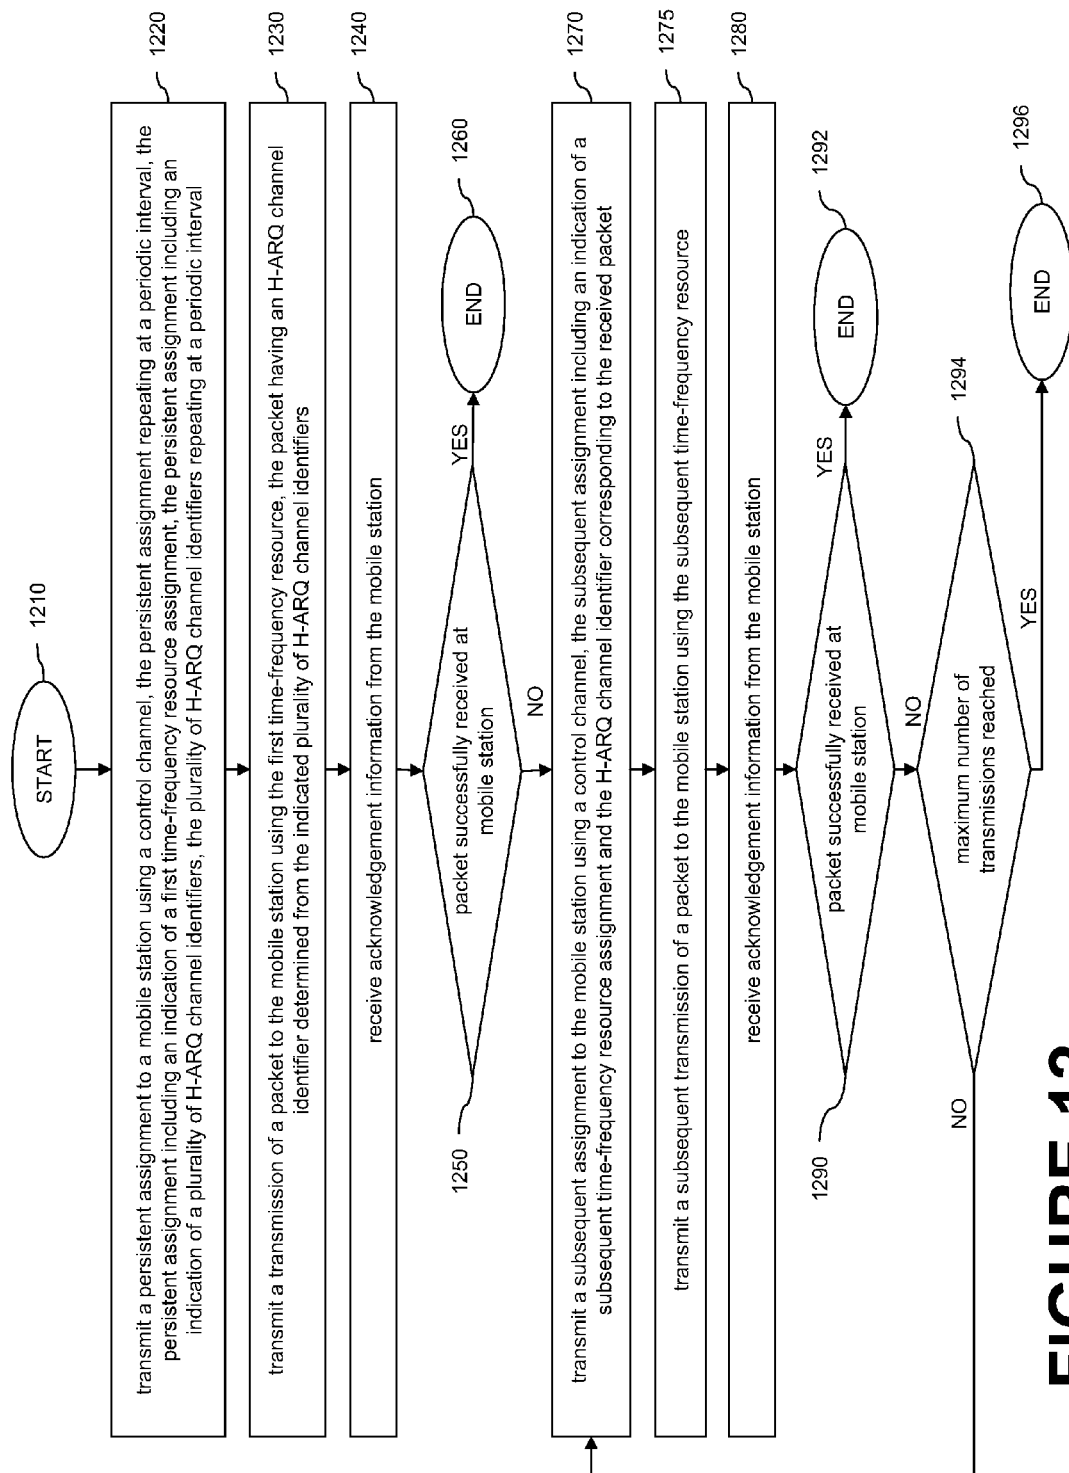 START
1210
transmit a persistent assignment to a mobile station using a control channel, the persistent assignment repeating at a periodic interval, the
persistent assignment including an indication of a first time-frequency resource assignment, the persistent assignment including an
indication of a plurality of H-ARQ channel identifiers, the plurality of H-ARQ channel identifiers repeating at a periodic interval
1220
transmit a transmission of a packet to the mobile station using the first time-frequency resource, the packet having an H-ARQ channel
identifier determined from the indicated plurality of H-ARQ channel identifiers
1230
receive acknowledgement information from the mobile station
1240
packet successfully received at
mobile station
1250
YES
END
1260
NO
transmit a subsequent assignment to the mobile station using a control channel, the subsequent assignment including an indication of a
subsequent time-frequency resource assignment and the H-ARQ channel identifier corresponding to the received packet
1270
transmit a subsequent transmission of a packet to the mobile station using the subsequent time-frequency resource
1275
receive acknowledgement information from the mobile station
1280
packet successfully received at
mobile station
1290
YES
END
1292
NO
maximum number of
transmissions reached
1294
NO
YES
END
1296
FIGURE 12